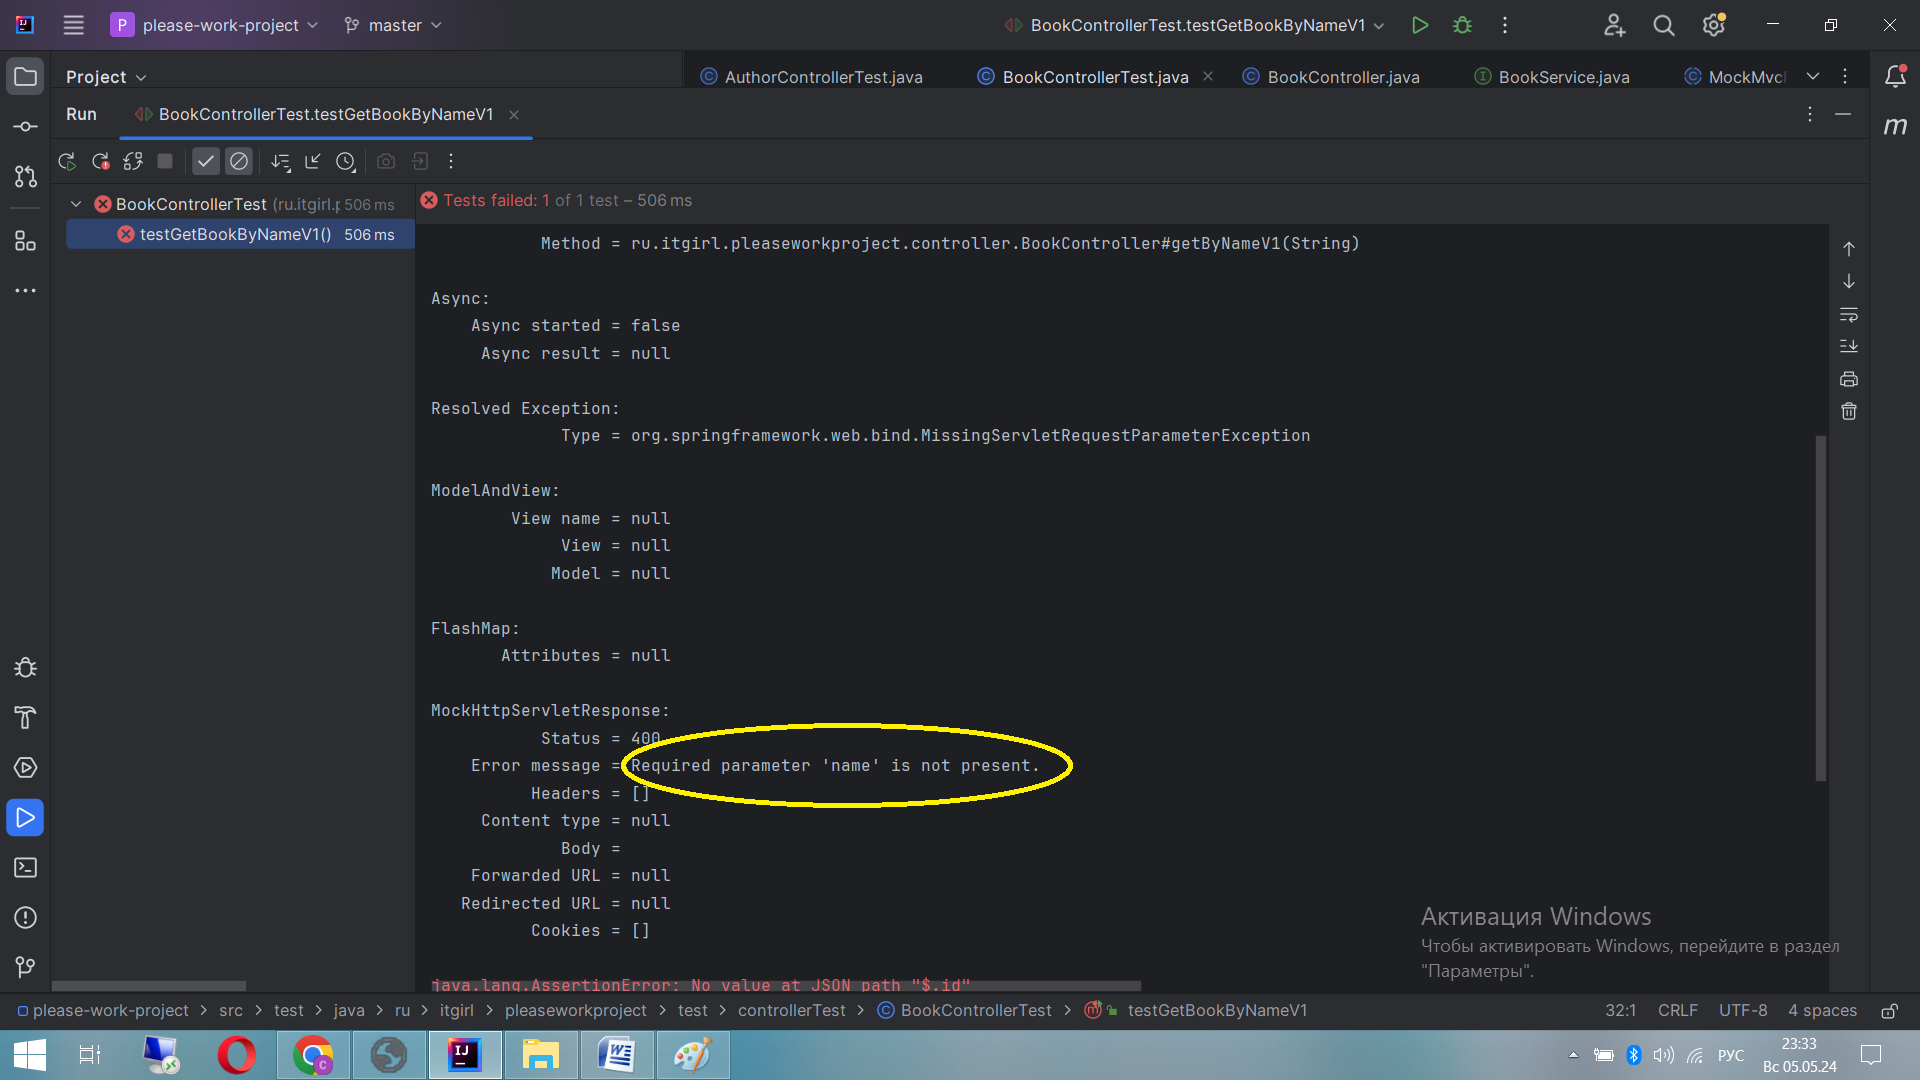 P please-work-project master BookControllerTest.testGetBookByNameV1
Project AuthorControllerTest.java BookControllerTest.java BookController.java BookService.java MockMvc
Run BookControllerTest.testGetBookByNameV1
m
BookControllerTest (ru.itgirl.p 506 ms
testGetBookByNameV1() 506 ms
Tests failed: 1 of 1 test – 506 ms
Method = ru.itgirl.pleaseworkproject.controller.BookController#getByNameV1(String)
Async:
Async started = false
Async result = null
Resolved Exception:
Type = org.springframework.web.bind.MissingServletRequestParameterException
ModelAndView:
View name = null
View = null
Model = null
FlashMap:
Attributes = null
MockHttpServletResponse:
Status = 400
Error message = Required parameter 'name' is not present.
Headers = []
Content type = null
Body =
Forwarded URL = null
Redirected URL = null
Cookies = []
java.lang.AssertionError: No value at JSON path "$.id"
Активация Windows
Чтобы активировать Windows, перейдите в раздел
"Параметры".
please-work-project > src > test > java > ru > itgirl > pleaseworkproject > test > controllerTest > BookControllerTest > testGetBookByNameV1 32:1 CRLF UTF-8 4 spaces
РУС
23:33
Вс 05.05.24